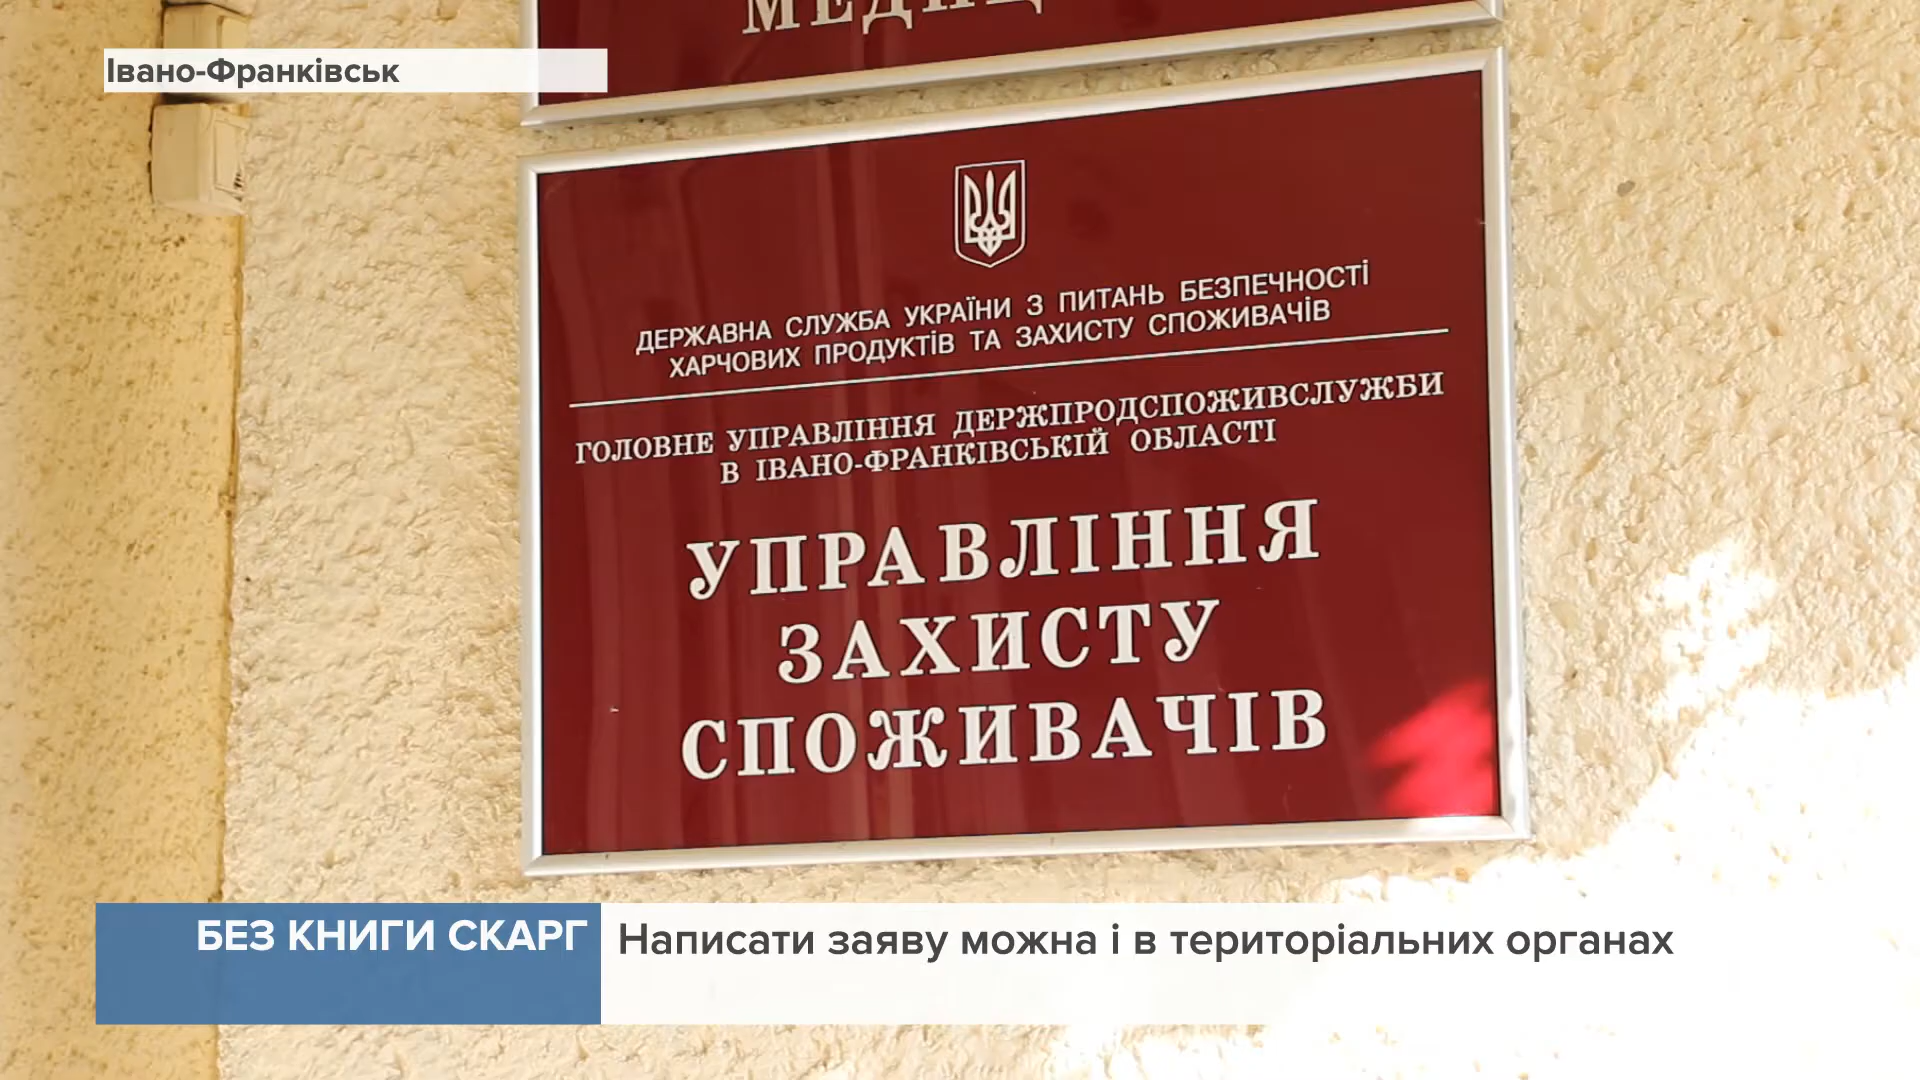 Івано-Франківськ
ДЕРЖАВНА СЛУЖБА УКРАЇНИ З ПИТАНЬ БЕЗПЕЧНОСТІ
ХАРЧОВИХ ПРОДУКТІВ ТА ЗАХИСТУ СПОЖИВАЧІВ
ГОЛОВНЕ УПРАВЛІННЯ ДЕРЖПРОДСПОЖИВСЛУЖБИ
В ІВАНО-ФРАНКІВСЬКІЙ ОБЛАСТІ
УПРАВЛІННЯ
ЗАХИСТУ
СПОЖИВАЧІВ
БЕЗ КНИГИ СКАРГ
Написати заяву можна і в територіальних органах